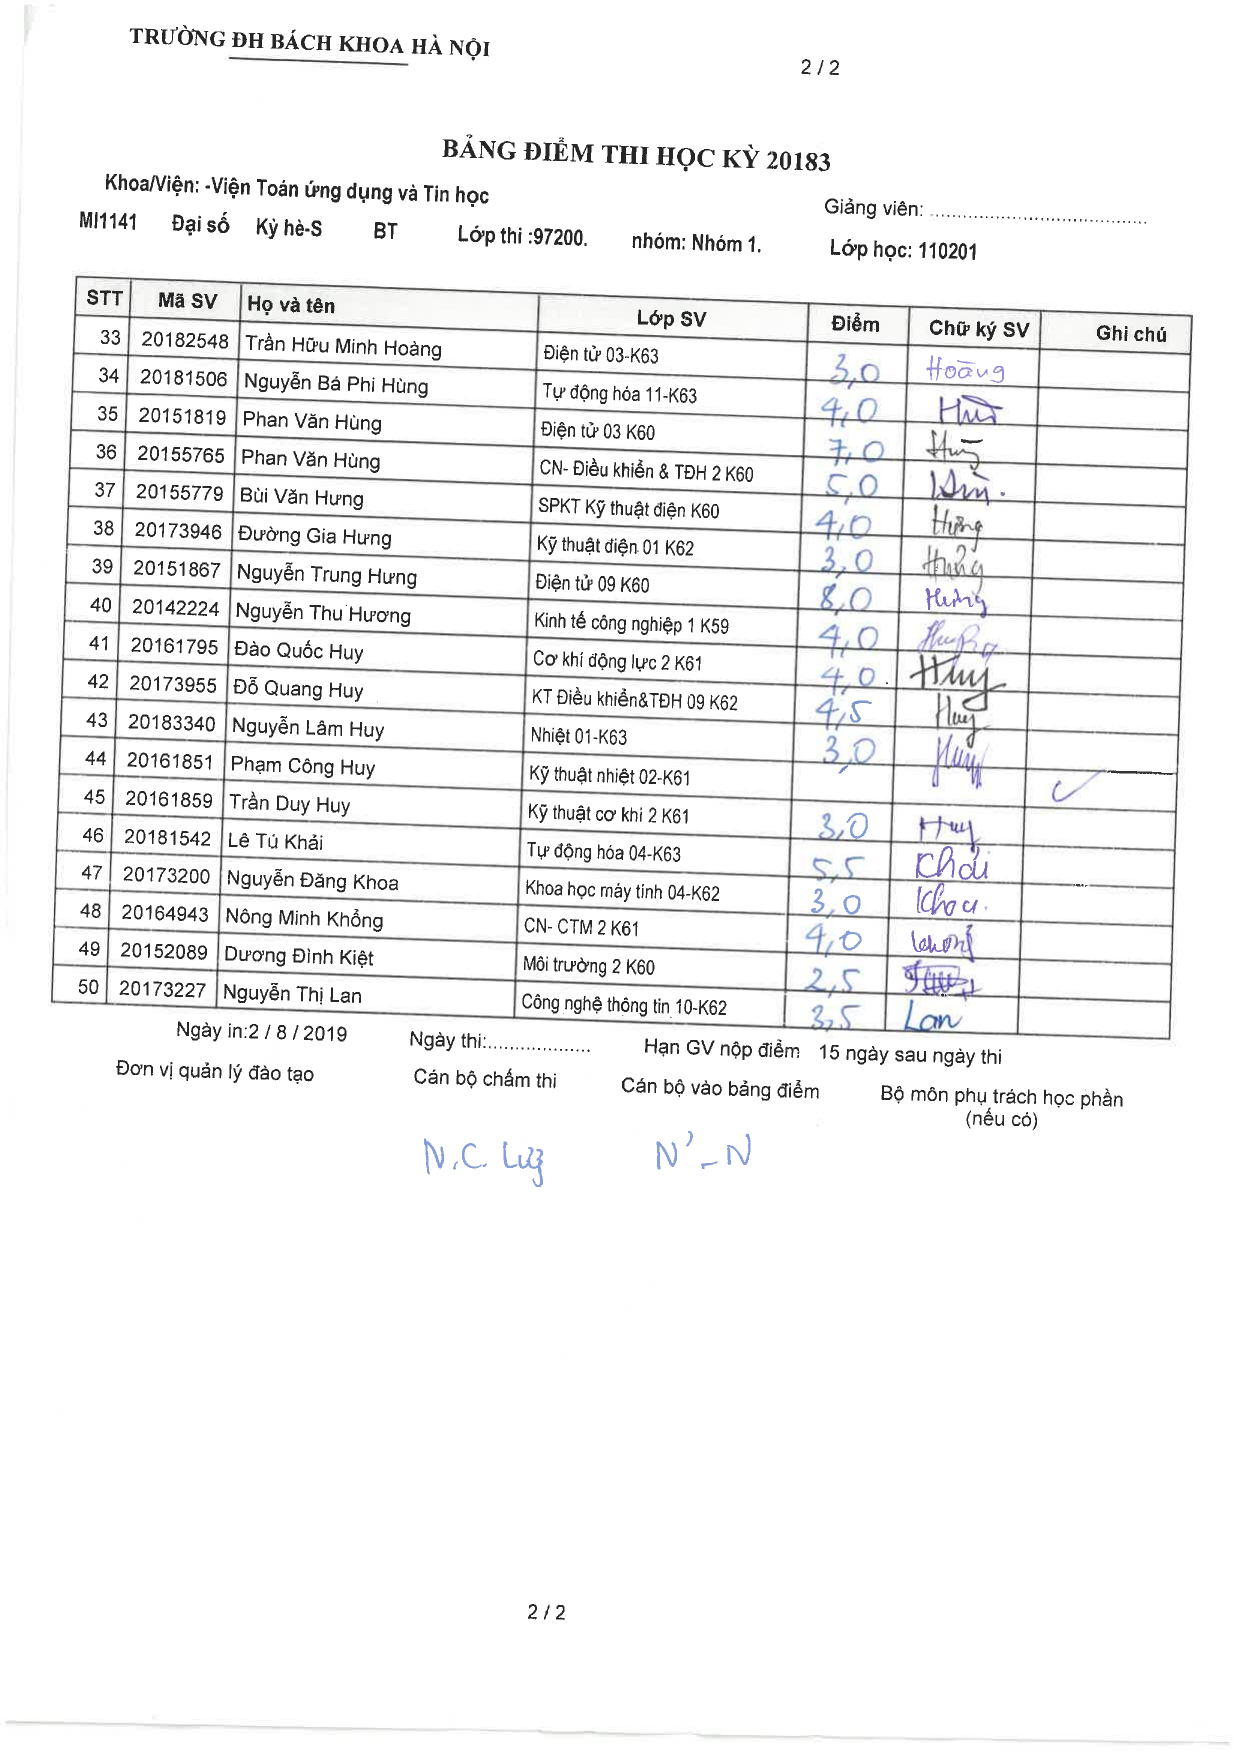 TRƯỜNG ĐH BÁCH KHOA HÀ NỘI
2 / 2
BẢNG ĐIỂM THI HỌC KỲ 20183
Khoa/Viện: -Viện Toán ứng dụng và Tin học
Giảng viên: ........................................
MI1141 Đại số Kỳ hè-S BT Lớp thi :97200. nhóm: Nhóm 1. Lớp học: 110201
STT Mã SV Họ và tên Lớp SV Điểm Chữ ký SV Ghi chú
33 20182548 Trần Hữu Minh Hoàng Điện tử 03-K63 3,0 Hoàng
34 20181506 Nguyễn Bá Phi Hùng Tự động hóa 11-K63 4,0
35 20151819 Phan Văn Hùng Điện tử 03 K60 7,0
36 20155765 Phan Văn Hùng CN- Điều khiển & TĐH 2 K60 5,0
37 20155779 Bùi Văn Hưng SPKT Kỹ thuật điện K60 4,0 Hưng
38 20173946 Đường Gia Hưng Kỹ thuật điện 01 K62 3,0
39 20151867 Nguyễn Trung Hưng Điện tử 09 K60 8,0 Hưng
40 20142224 Nguyễn Thu Hương Kinh tế công nghiệp 1 K59 4,0
41 20161795 Đào Quốc Huy Cơ khí động lực 2 K61 4,0 Huy
42 20173955 Đỗ Quang Huy KT Điều khiển&TĐH 09 K62 4,5 Huy
43 20183340 Nguyễn Lâm Huy Nhiệt 01-K63 3,0
44 20161851 Phạm Công Huy Kỹ thuật nhiệt 02-K61 ✓
45 20161859 Trần Duy Huy Kỹ thuật cơ khí 2 K61 3,0 Huy
46 20181542 Lê Tú Khải Tự động hóa 04-K63 5,5 Khải
47 20173200 Nguyễn Đăng Khoa Khoa học máy tính 04-K62 3,0 Khoa
48 20164943 Nông Minh Khổng CN- CTM 2 K61 4,0
49 20152089 Dương Đình Kiệt Môi trường 2 K60 2,5
50 20173227 Nguyễn Thị Lan Công nghệ thông tin 10-K62 3,5 Lan
Ngày in:2 / 8 / 2019 Ngày thi:................... Hạn GV nộp điểm 15 ngày sau ngày thi
Đơn vị quản lý đào tạo Cán bộ chấm thi Cán bộ vào bảng điểm Bộ môn phụ trách học phần
(nếu có)
N.C.
2 / 2